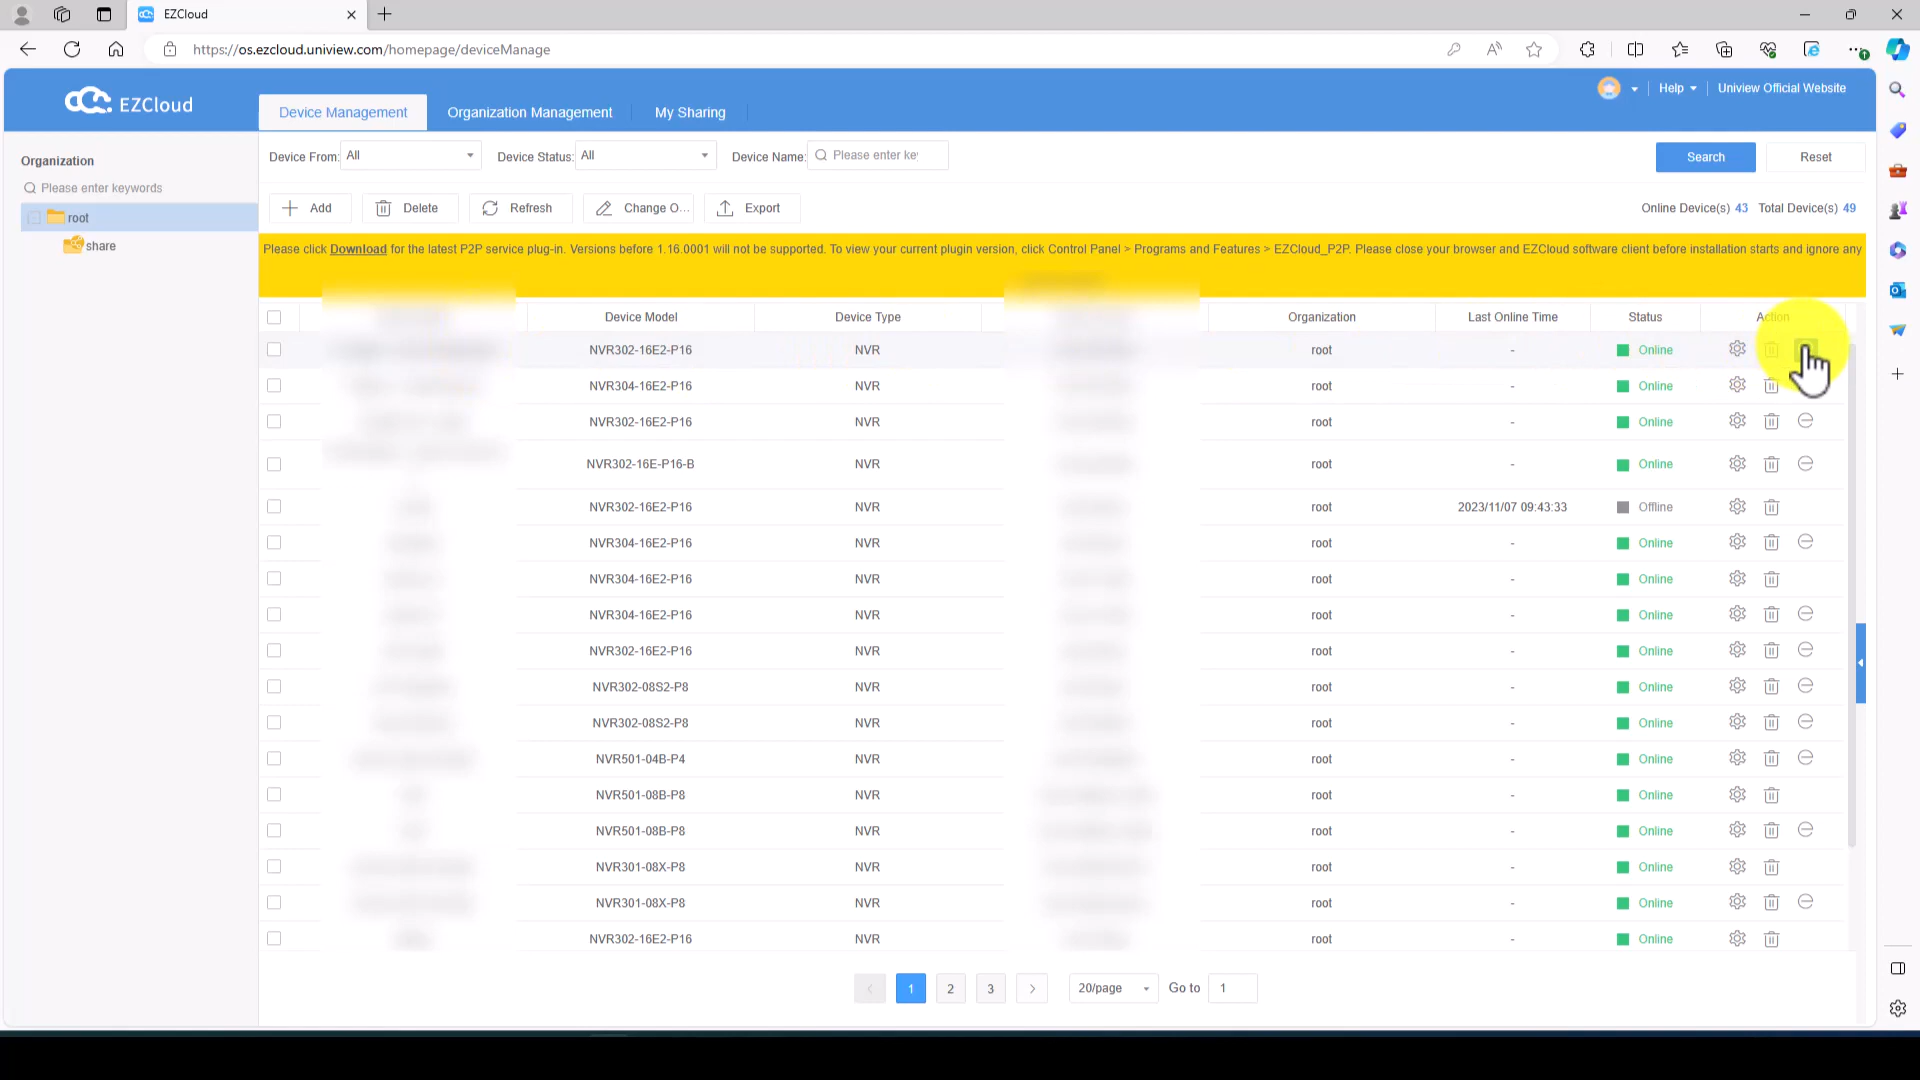 EZCloud
https://os.ezcloud.uniview.com/homepage/deviceManage
EZCloud
Device Management
Organization Management
My Sharing
Help
Uniview Official Website
Organization
Please enter keywords
root
share
Device From: All
Device Status: All
Device Name: Please enter ke
Search
Reset
Add
Delete
Refresh
Change O...
Export
Online Device(s) 43 Total Device(s) 49
Please click Download for the latest P2P service plug-in. Versions before 1.16.0001 will not be supported. To view your current plugin version, click Control Panel > Programs and Features > EZCloud_P2P. Please close your browser and EZCloud software client before installation starts and ignore any
Device Model Device Type Organization Last Online Time Status Action
NVR302-16E2-P16 NVR root - Online
NVR304-16E2-P16 NVR root - Online
NVR302-16E2-P16 NVR root - Online
NVR302-16E-P16-B NVR root - Online
NVR302-16E2-P16 NVR root 2023/11/07 09:43:33 Offline
NVR304-16E2-P16 NVR root - Online
NVR304-16E2-P16 NVR root - Online
NVR304-16E2-P16 NVR root - Online
NVR302-16E2-P16 NVR root - Online
NVR302-08S2-P8 NVR root - Online
NVR302-08S2-P8 NVR root - Online
NVR501-04B-P4 NVR root - Online
NVR501-08B-P8 NVR root - Online
NVR501-08B-P8 NVR root - Online
NVR301-08X-P8 NVR root - Online
NVR301-08X-P8 NVR root - Online
NVR302-16E2-P16 NVR root - Online
< 1 2 3 > 20/page Go to 1